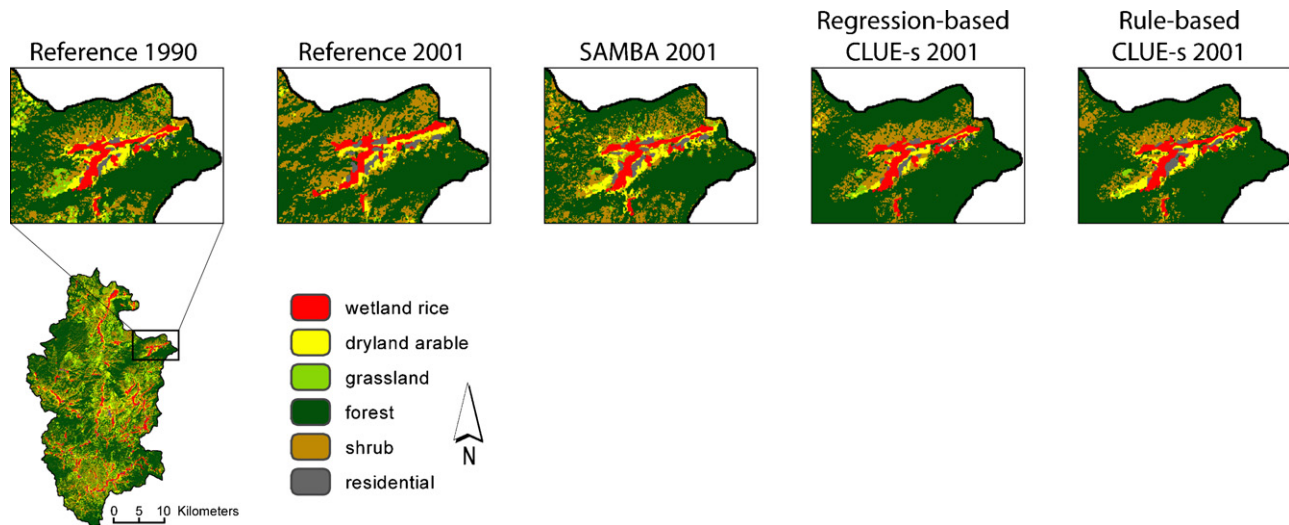 Reference 1990
Reference 2001
SAMBA 2001
Regression-based
CLUE-s 2001
Rule-based
CLUE-s 2001
wetland rice
dryland arable
grassland
forest
shrub
residential
N
0 5 10 Kilometers